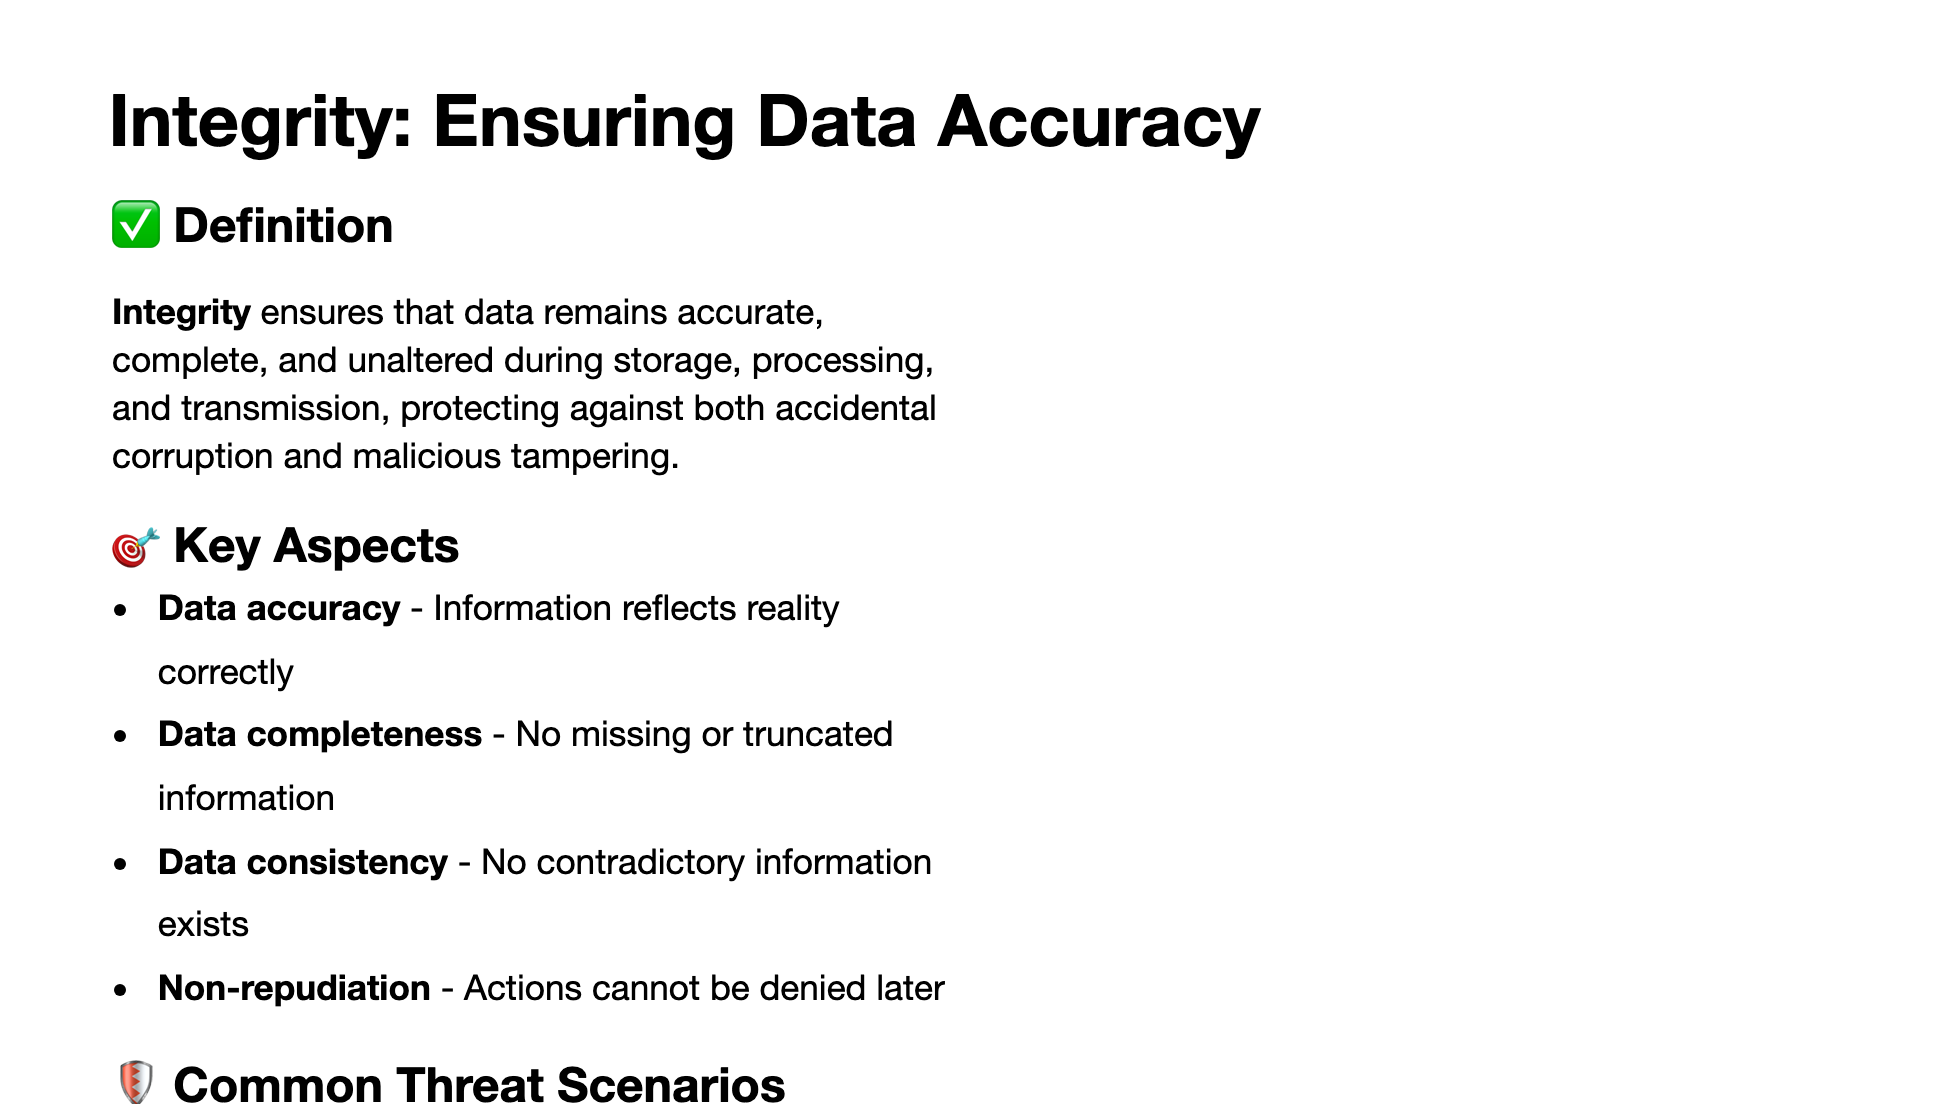 Integrity: Ensuring Data Accuracy
✅ Definition
Integrity ensures that data remains accurate,
complete, and unaltered during storage, processing,
and transmission, protecting against both accidental
corruption and malicious tampering.
🎯 Key Aspects
• Data accuracy - Information reflects reality
correctly
• Data completeness - No missing or truncated
information
• Data consistency - No contradictory information
exists
• Non-repudiation - Actions cannot be denied later
🛡️ Common Threat Scenarios